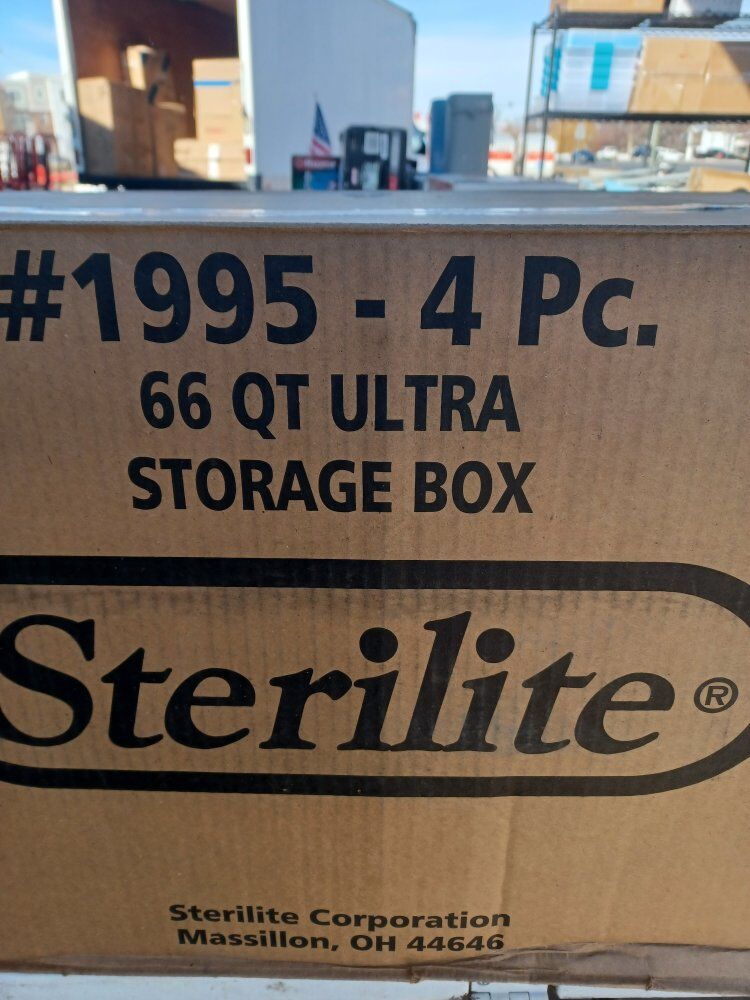 #1995 - 4 Pc.
66 QT ULTRA
STORAGE BOX
Sterilite®
Sterilite Corporation
Massillon, OH 44646